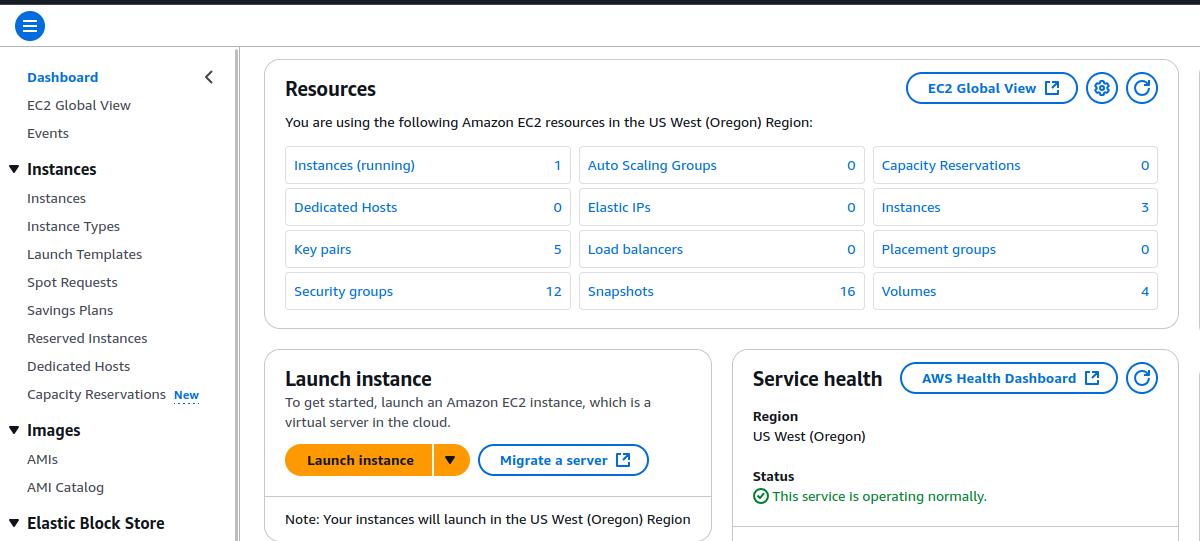 Dashboard
EC2 Global View
Events
Instances
Instances
Instance Types
Launch Templates
Spot Requests
Savings Plans
Reserved Instances
Dedicated Hosts
Capacity Reservations New
Images
AMIs
AMI Catalog
Elastic Block Store
Resources
EC2 Global View
You are using the following Amazon EC2 resources in the US West (Oregon) Region:
Instances (running) 1
Auto Scaling Groups 0
Capacity Reservations 0
Dedicated Hosts 0
Elastic IPs 0
Instances 3
Key pairs 5
Load balancers 0
Placement groups 0
Security groups 12
Snapshots 16
Volumes 4
Launch instance
To get started, launch an Amazon EC2 instance, which is a
virtual server in the cloud.
Launch instance
Migrate a server
Note: Your instances will launch in the US West (Oregon) Region
Service health
AWS Health Dashboard
Region
US West (Oregon)
Status
This service is operating normally.